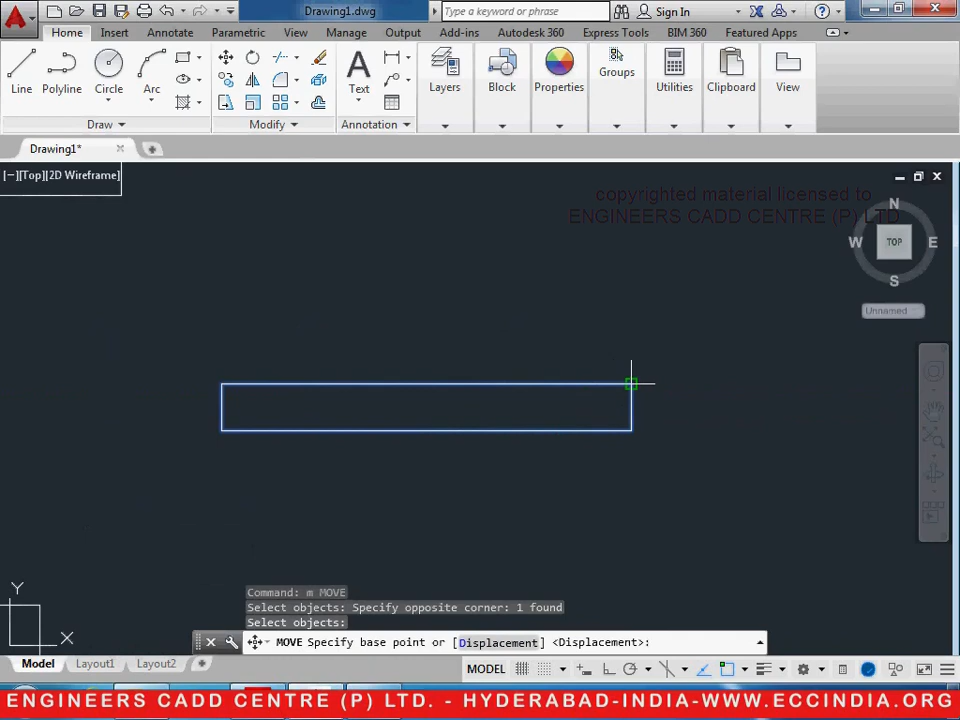 Drawing1.dwg
Type a keyword or phrase
Sign In
Home Insert Annotate Parametric View Manage Output Add-ins Autodesk 360 Express Tools BIM 360 Featured Apps
Line Polyline Circle Arc Text Layers Block Properties Groups Utilities Clipboard View
Draw Modify Annotation
Drawing1*
[−][Top][2D Wireframe]
copyrighted material licensed to
ENGINEERS CADD CENTRE (P) LTD
N
W TOP E
S
Unnamed
Y
X
Command: m MOVE
Select objects: Specify opposite corner: 1 found
Select objects:
MOVE Specify base point or [Displacement] <Displacement>:
Model Layout1 Layout2
MODEL
ENGINEERS CADD CENTRE (P) LTD. - HYDERABAD-INDIA-WWW.ECCINDIA.ORG